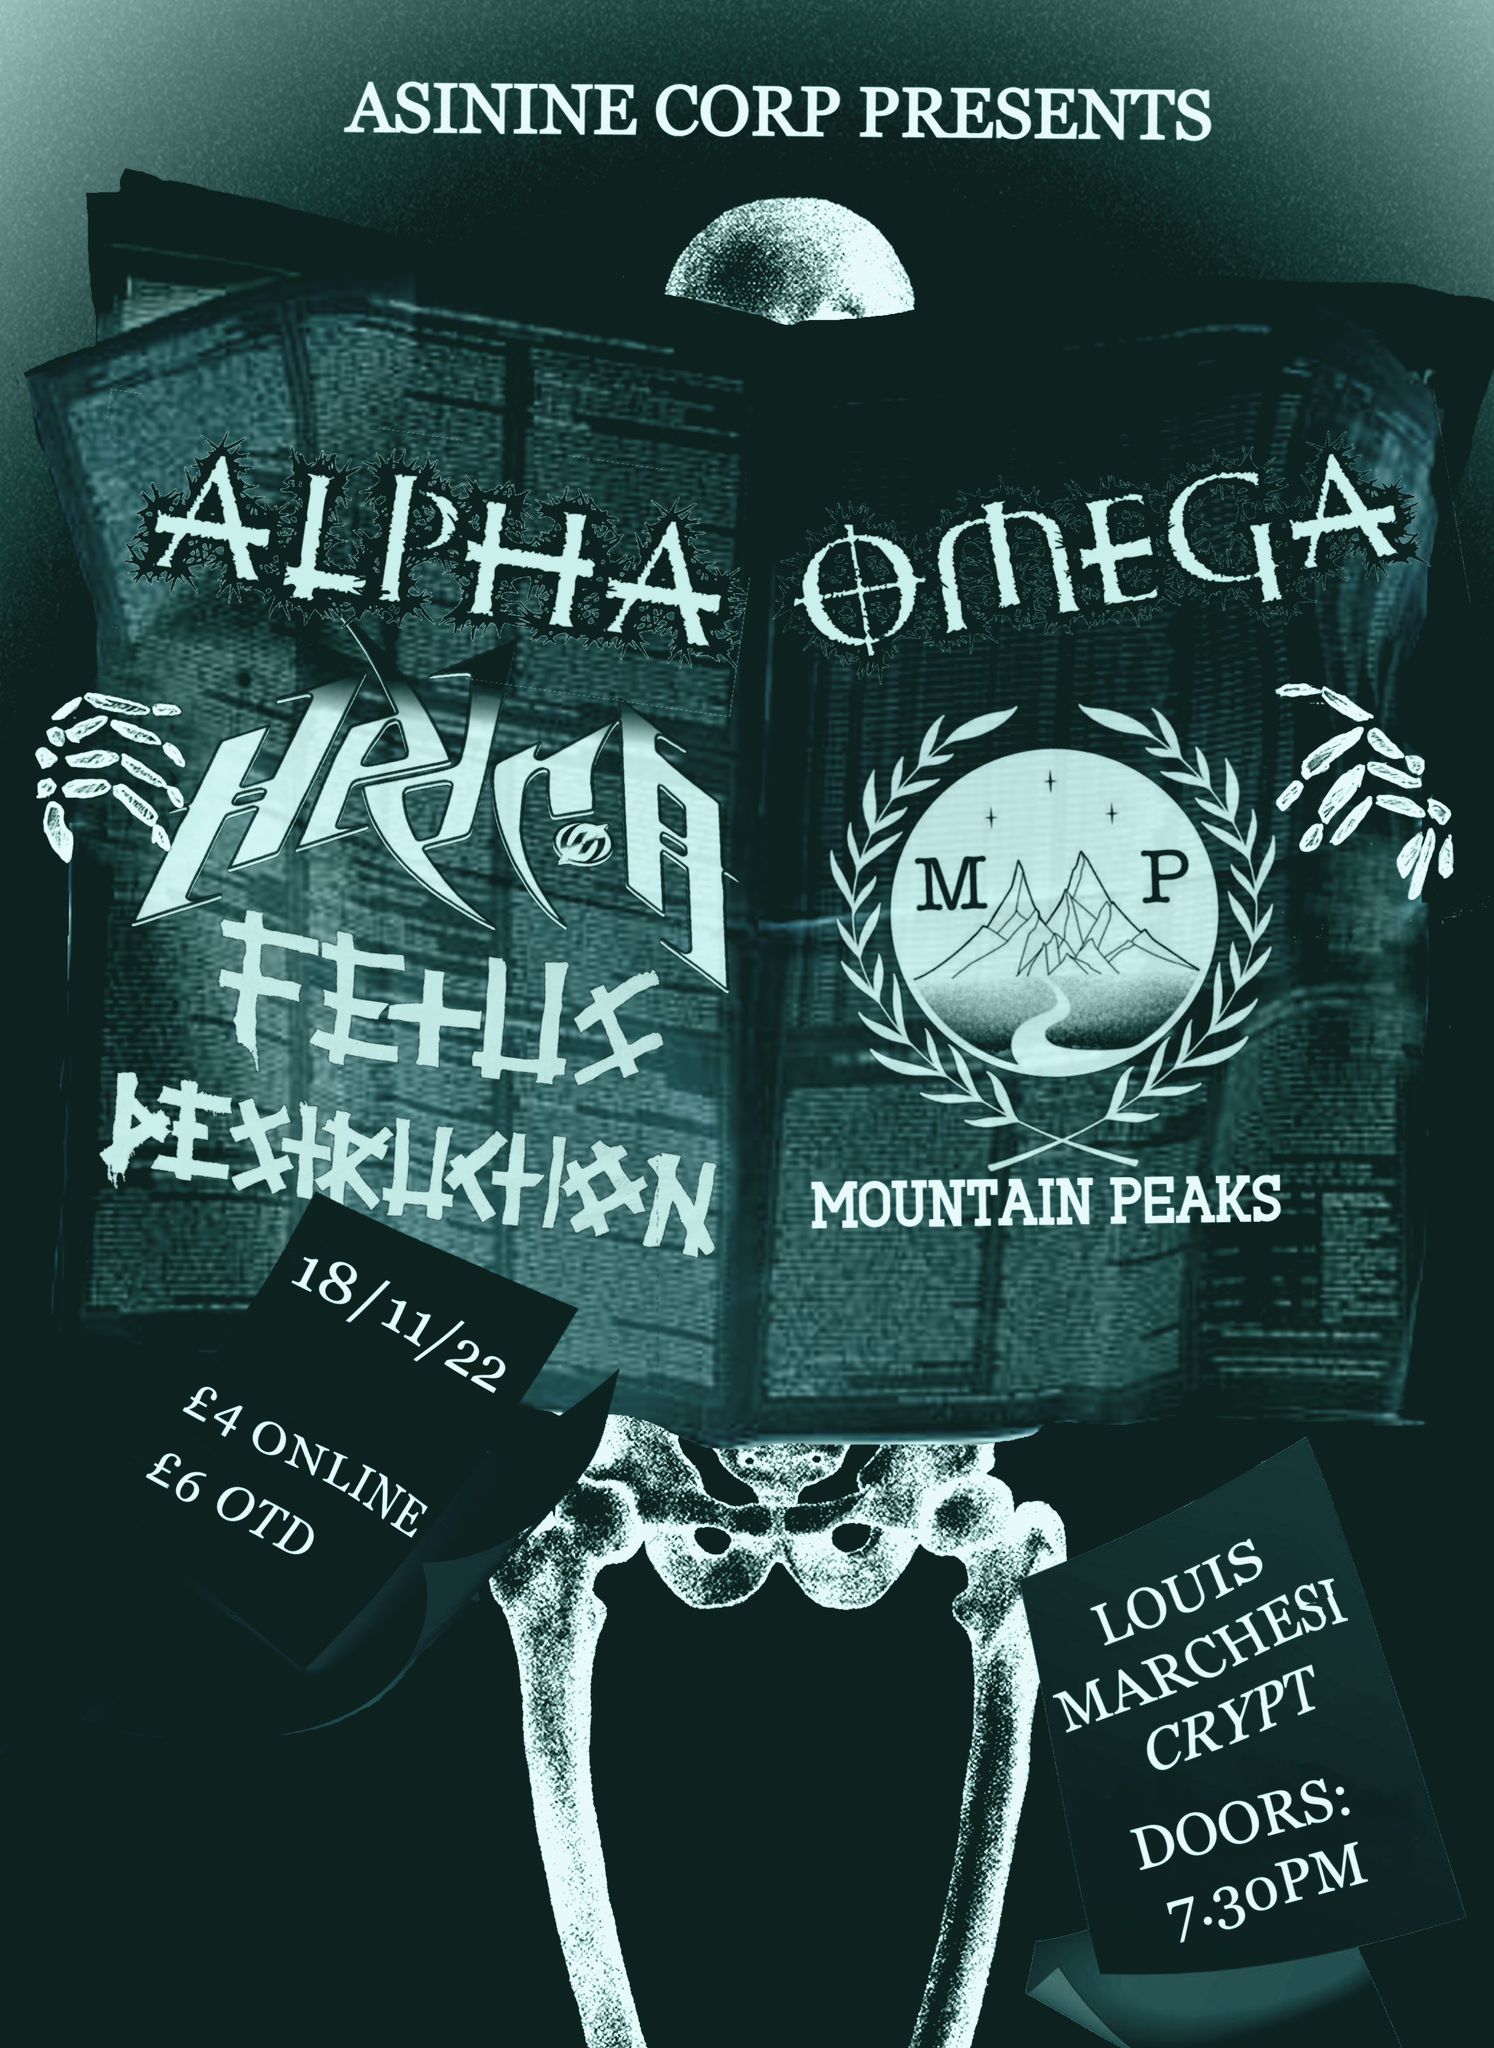 ASININE CORP PRESENTS
ALPHA OMEGA
FETUS
DESTRUCTION
M P
MOUNTAIN PEAKS
18/11/22
£4 ONLINE
£6 OTD
LOUIS
MARCHESI
CRYPT
DOORS:
7.30PM